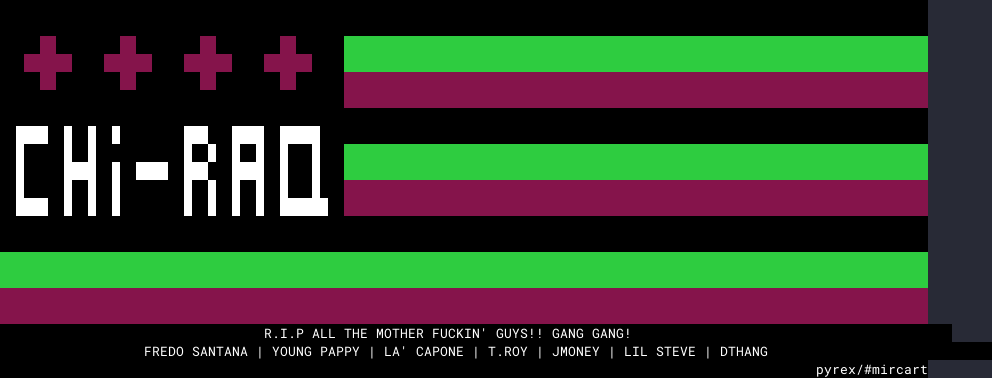 CHi-RAQ
R.I.P ALL THE MOTHER FUCKIN' GUYS!! GANG GANG!
FREDO SANTANA | YOUNG PAPPY | LA' CAPONE | T.ROY | JMONEY | LIL STEVE | DTHANG
pyrex/#mircart